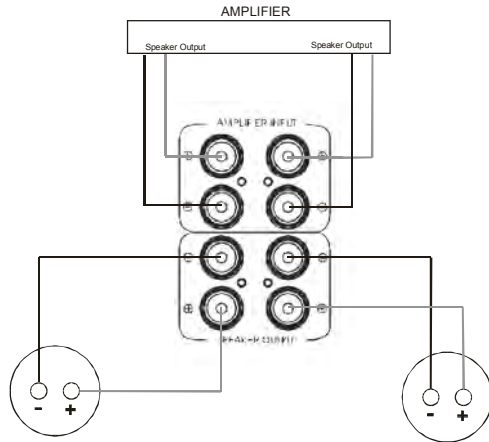 AMPLIFIER
Speaker Output Speaker Output
AMPLIFIER INPUT
SPEAKER OUTPUT
- +
- +